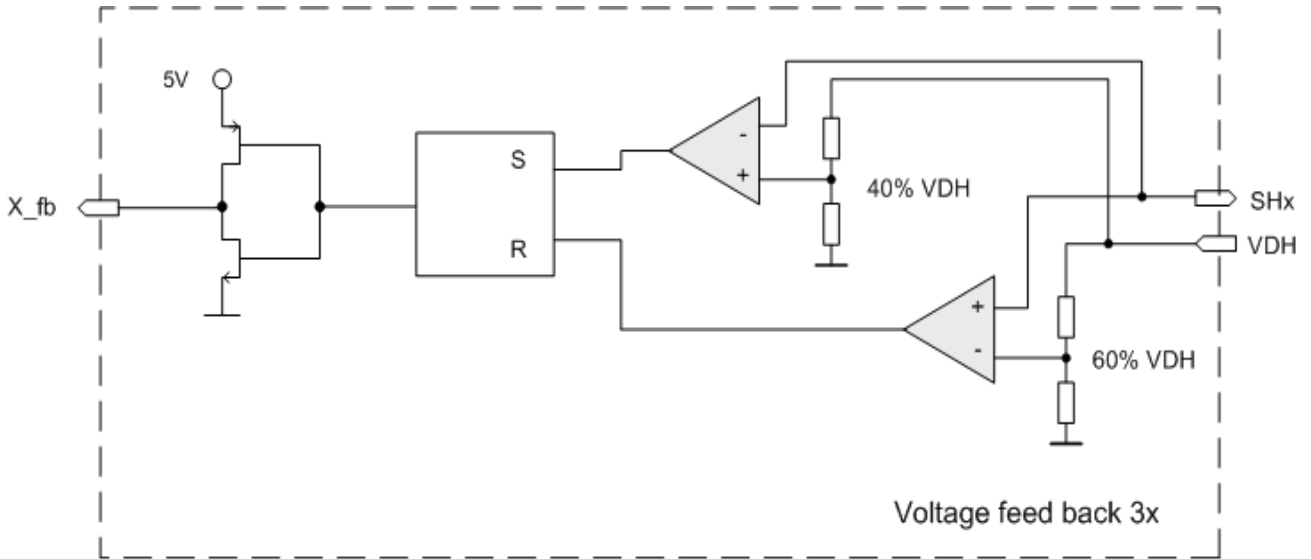 5V
X_fb
S
R
-
+
40% VDH
SHx
VDH
+
-
60% VDH
Voltage feed back 3x